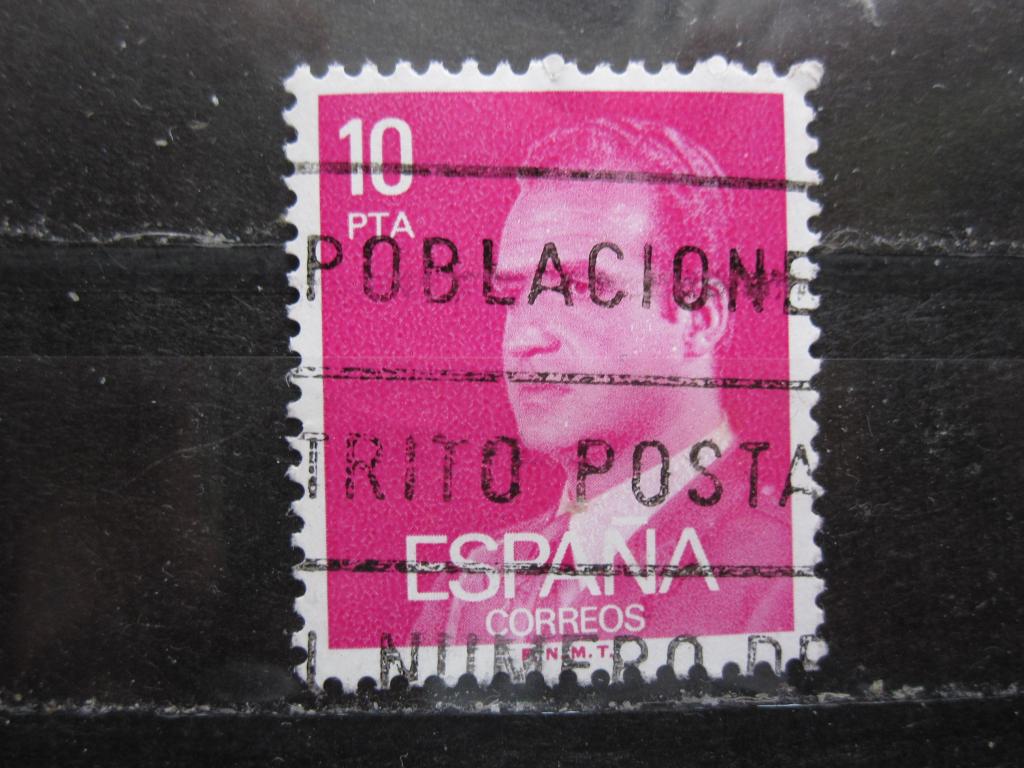 10
PTA
POBLACIONE
TRITO POSTA
ESPAÑA
CORREOS
F.N.M.T.
NUMERO DE